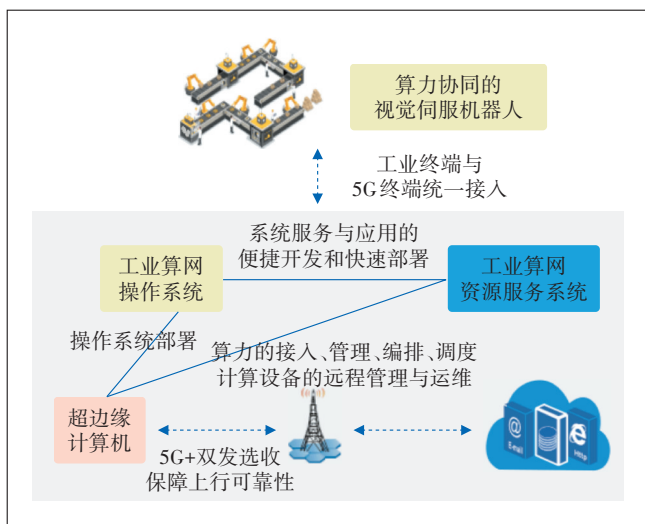 算力协同的
视觉伺服机器人
工业终端与
5G终端统一接入
系统服务与应用的
便捷开发和快速部署
工业算网
操作系统
工业算网
资源服务系统
操作系统部署
算力的接入、管理、编排、调度
计算设备的远程管理与运维
超边缘
计算机
5G+双发选收
保障上行可靠性
@
E-mail
Http